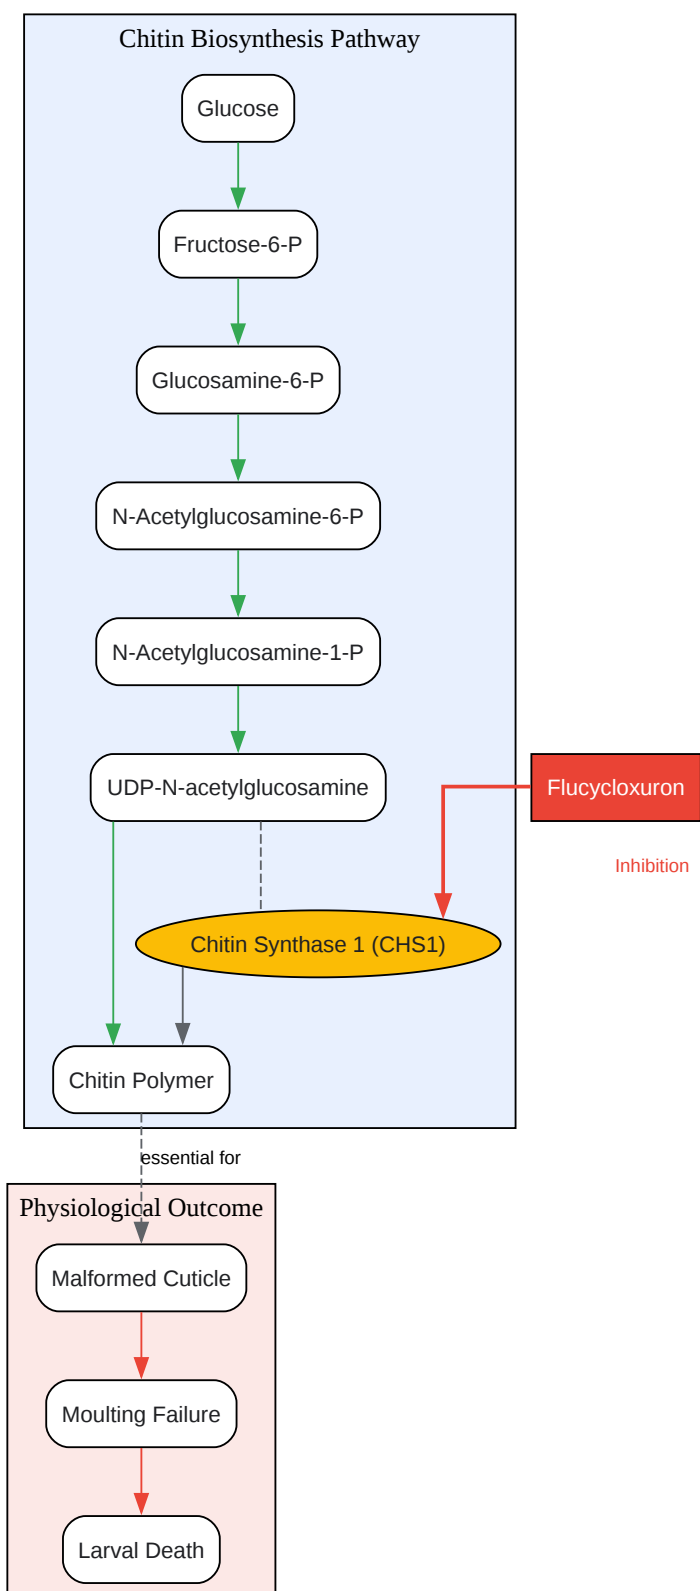 Chitin Biosynthesis Pathway
Glucose
Fructose-6-P
Glucosamine-6-P
N-Acetylglucosamine-6-P
N-Acetylglucosamine-1-P
UDP-N-acetylglucosamine
Flucycloxuron
Inhibition
Chitin Synthase 1 (CHS1)
Chitin Polymer
essential for
Physiological Outcome
Malformed Cuticle
Moulting Failure
Larval Death